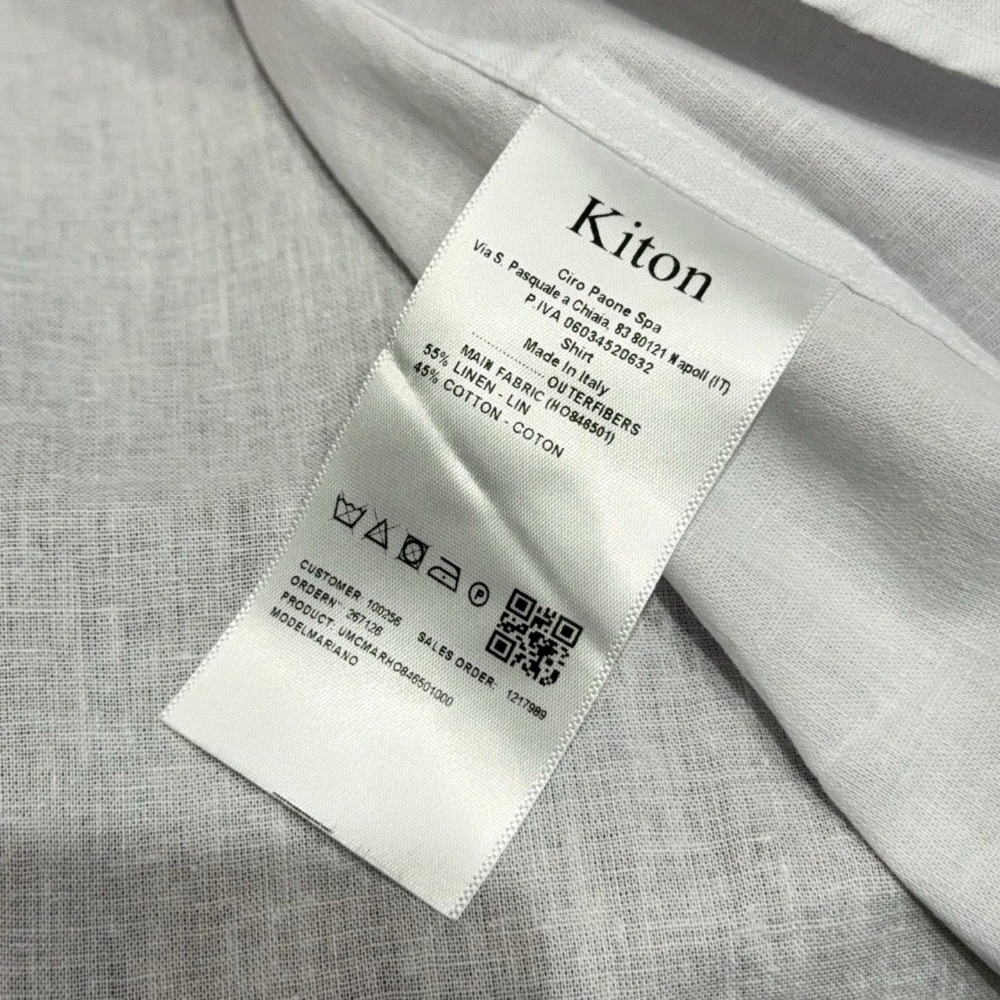 Kiton
Ciro Paone Spa
Via S. Pasquale a Chiaia, 83 80121 Napoli (IT)
P.IVA 06034520632
Shirt
Made In Italy
................ OUTERFIBERS
MAIN FABRIC (HO846501)
55% LINEN - LIN
45% COTTON - COTON
P
CUSTOMER: 100256
ORDERN° 267126 SALES ORDER: 1217989
PRODUCT: UMCMARHO846501000
MODELMARIANO